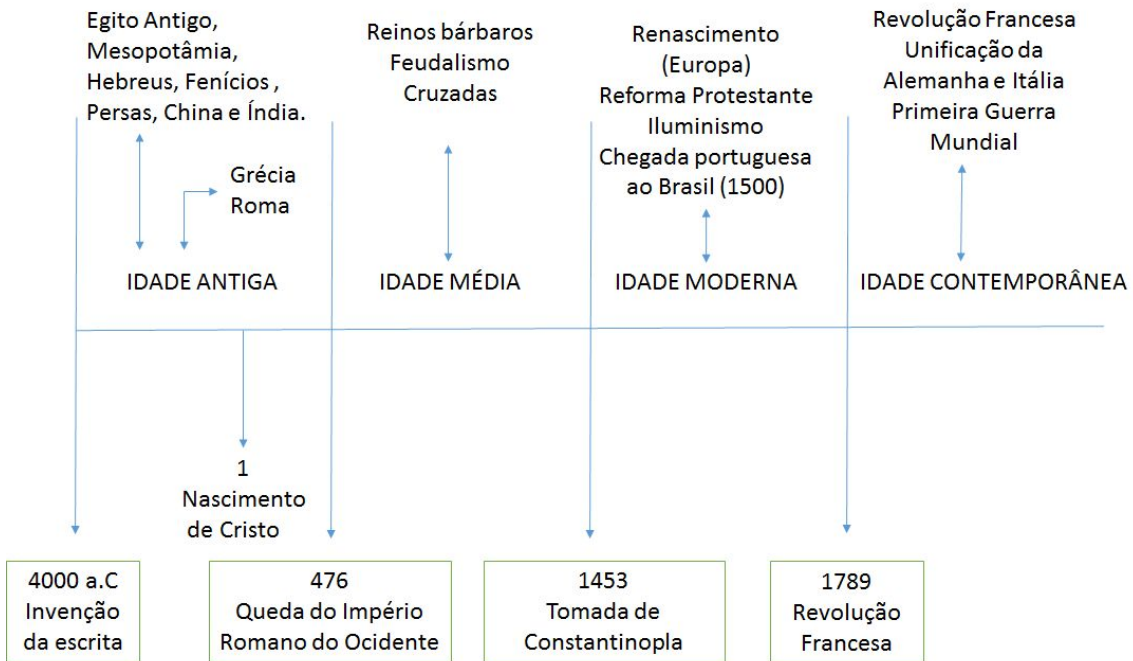 Egito Antigo,
Mesopotâmia,
Hebreus, Fenícios ,
Persas, China e Índia.
Grécia
Roma
IDADE ANTIGA
Reinos bárbaros
Feudalismo
Cruzadas
IDADE MÉDIA
Renascimento
(Europa)
Reforma Protestante
Iluminismo
Chegada portuguesa
ao Brasil (1500)
IDADE MODERNA
Revolução Francesa
Unificação da
Alemanha e Itália
Primeira Guerra
Mundial
IDADE CONTEMPORÂNEA
1
Nascimento
de Cristo
4000 a.C
Invenção
da escrita
476
Queda do Império
Romano do Ocidente
1453
Tomada de
Constantinopla
1789
Revolução
Francesa